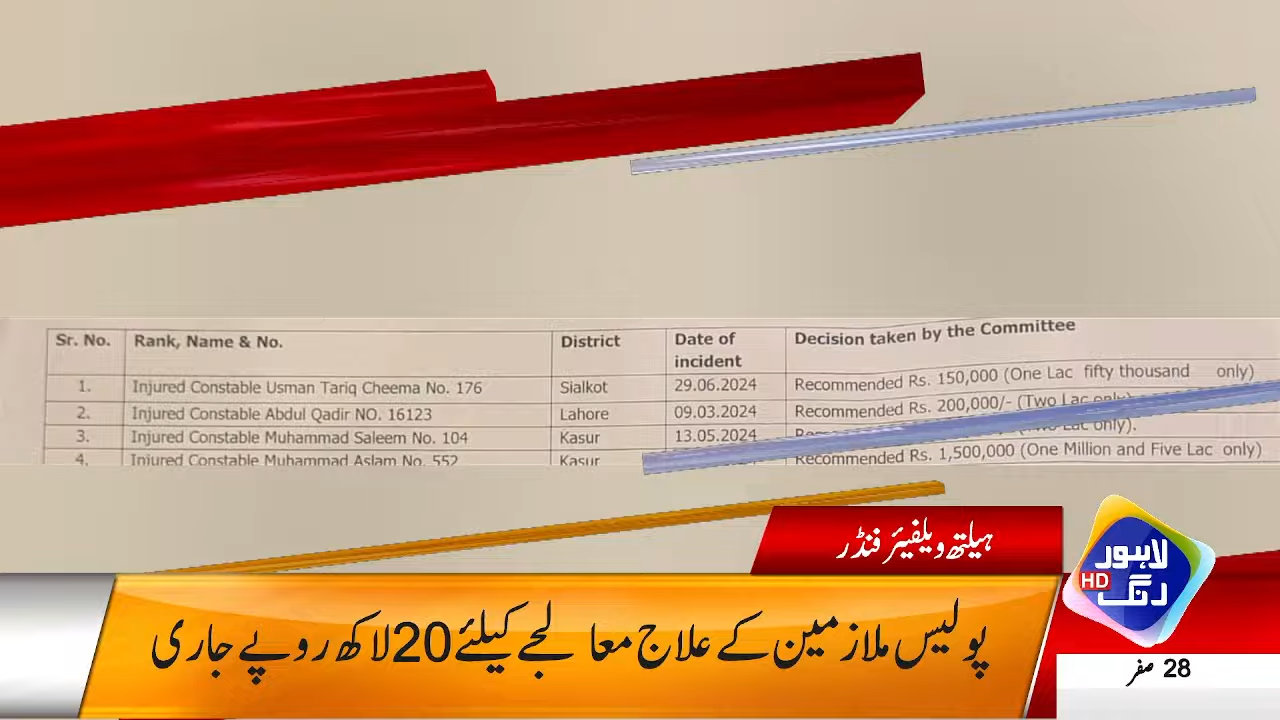 Sr. No. Rank, Name & No. District Date of incident Decision taken by the Committee
1. Injured Constable Usman Tariq Cheema No. 176 Sialkot 29.06.2024 Recommended Rs. 150,000 (One Lac fifty thousand only)
2. Injured Constable Abdul Qadir NO. 16123 Lahore 09.03.2024 Recommended Rs. 200,000/- (Two Lac only)
3. Injured Constable Muhammad Saleem No. 104 Kasur 13.05.2024 Lac only).
4. Injured Constable Muhammad Aslam No. 552 Kasur Recommended Rs. 1,500,000 (One Million and Five Lac only)
ہیلتھ ویلفیئر فنڈر
پولیس ملازمین کے علاج معالجے کیلئے 20 لاکھ روپے جاری
لاہور
رنگ HD
28 صفر